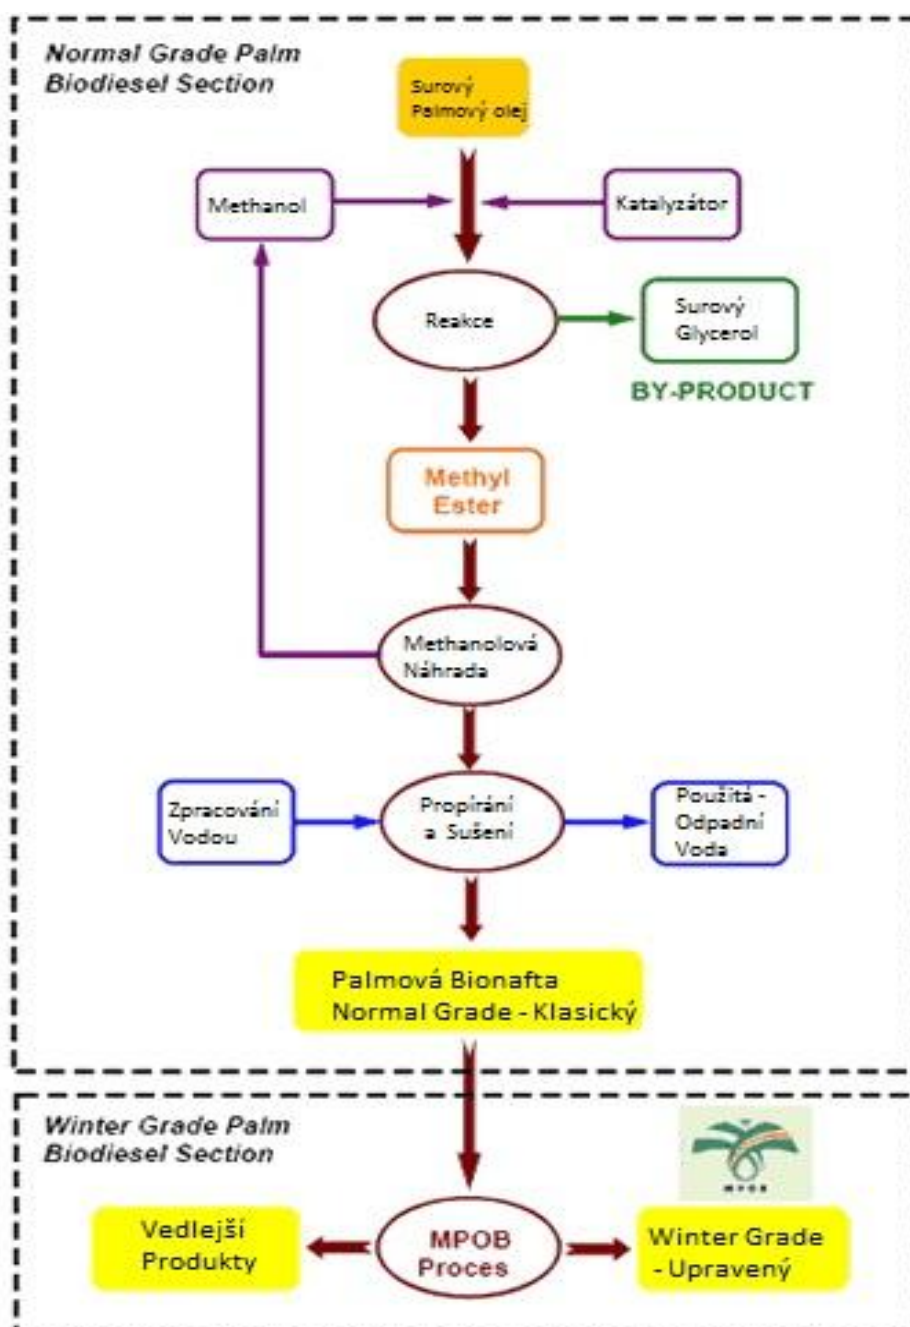 Normal Grade Palm
Biodiesel Section
Surový
Palmový olej
Methanol
Katalyzátor
Reakce
Surový
Glycerol
BY-PRODUCT
Methyl
Ester
Methanolová
Náhrada
Zpracování
Vodou
Propírání
a Sušení
Použitá -
Odpadní
Voda
Palmová Bionafta
Normal Grade - Klasický
Winter Grade Palm
Biodiesel Section
MPOB
Vedlejší
Produkty
MPOB
Proces
Winter Grade
- Upravený